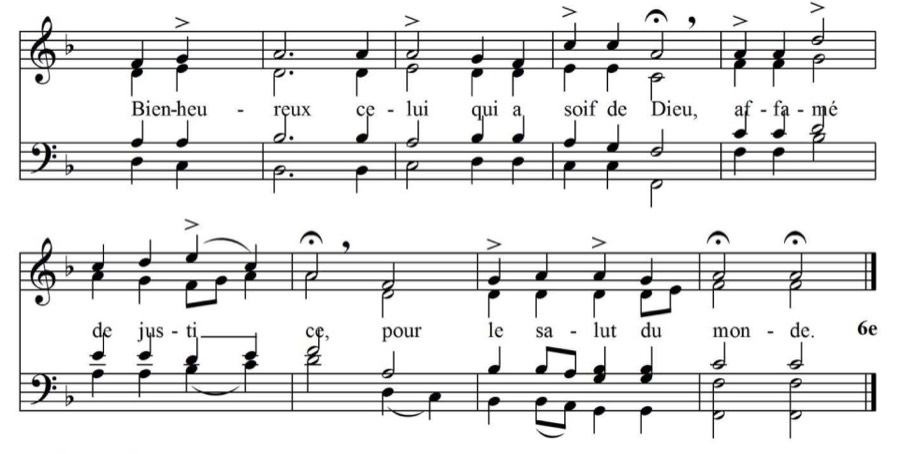 Bien-heu - reux ce - lui qui a soif de Dieu, af - fa - mé
de jus - ti ce, pour le sa - lut du mon - de. 6e